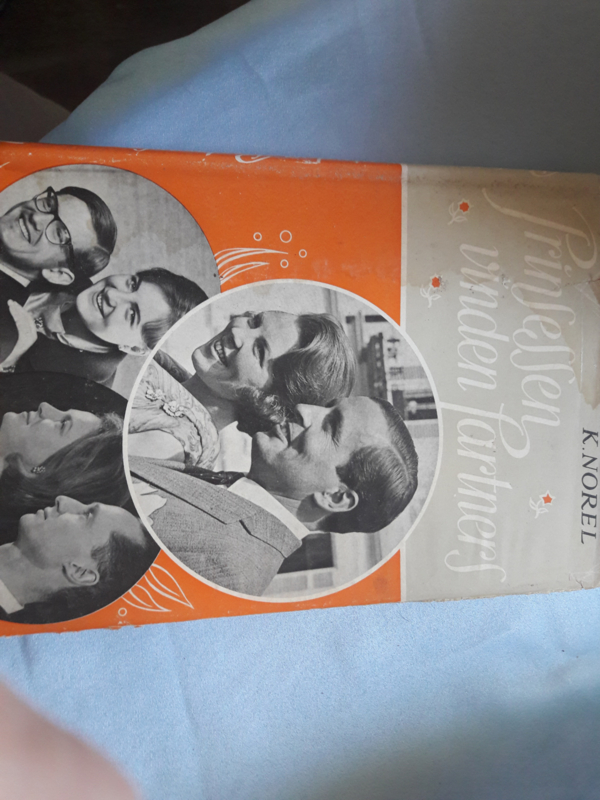 K. NOREL
Prinsessen
vinden partners